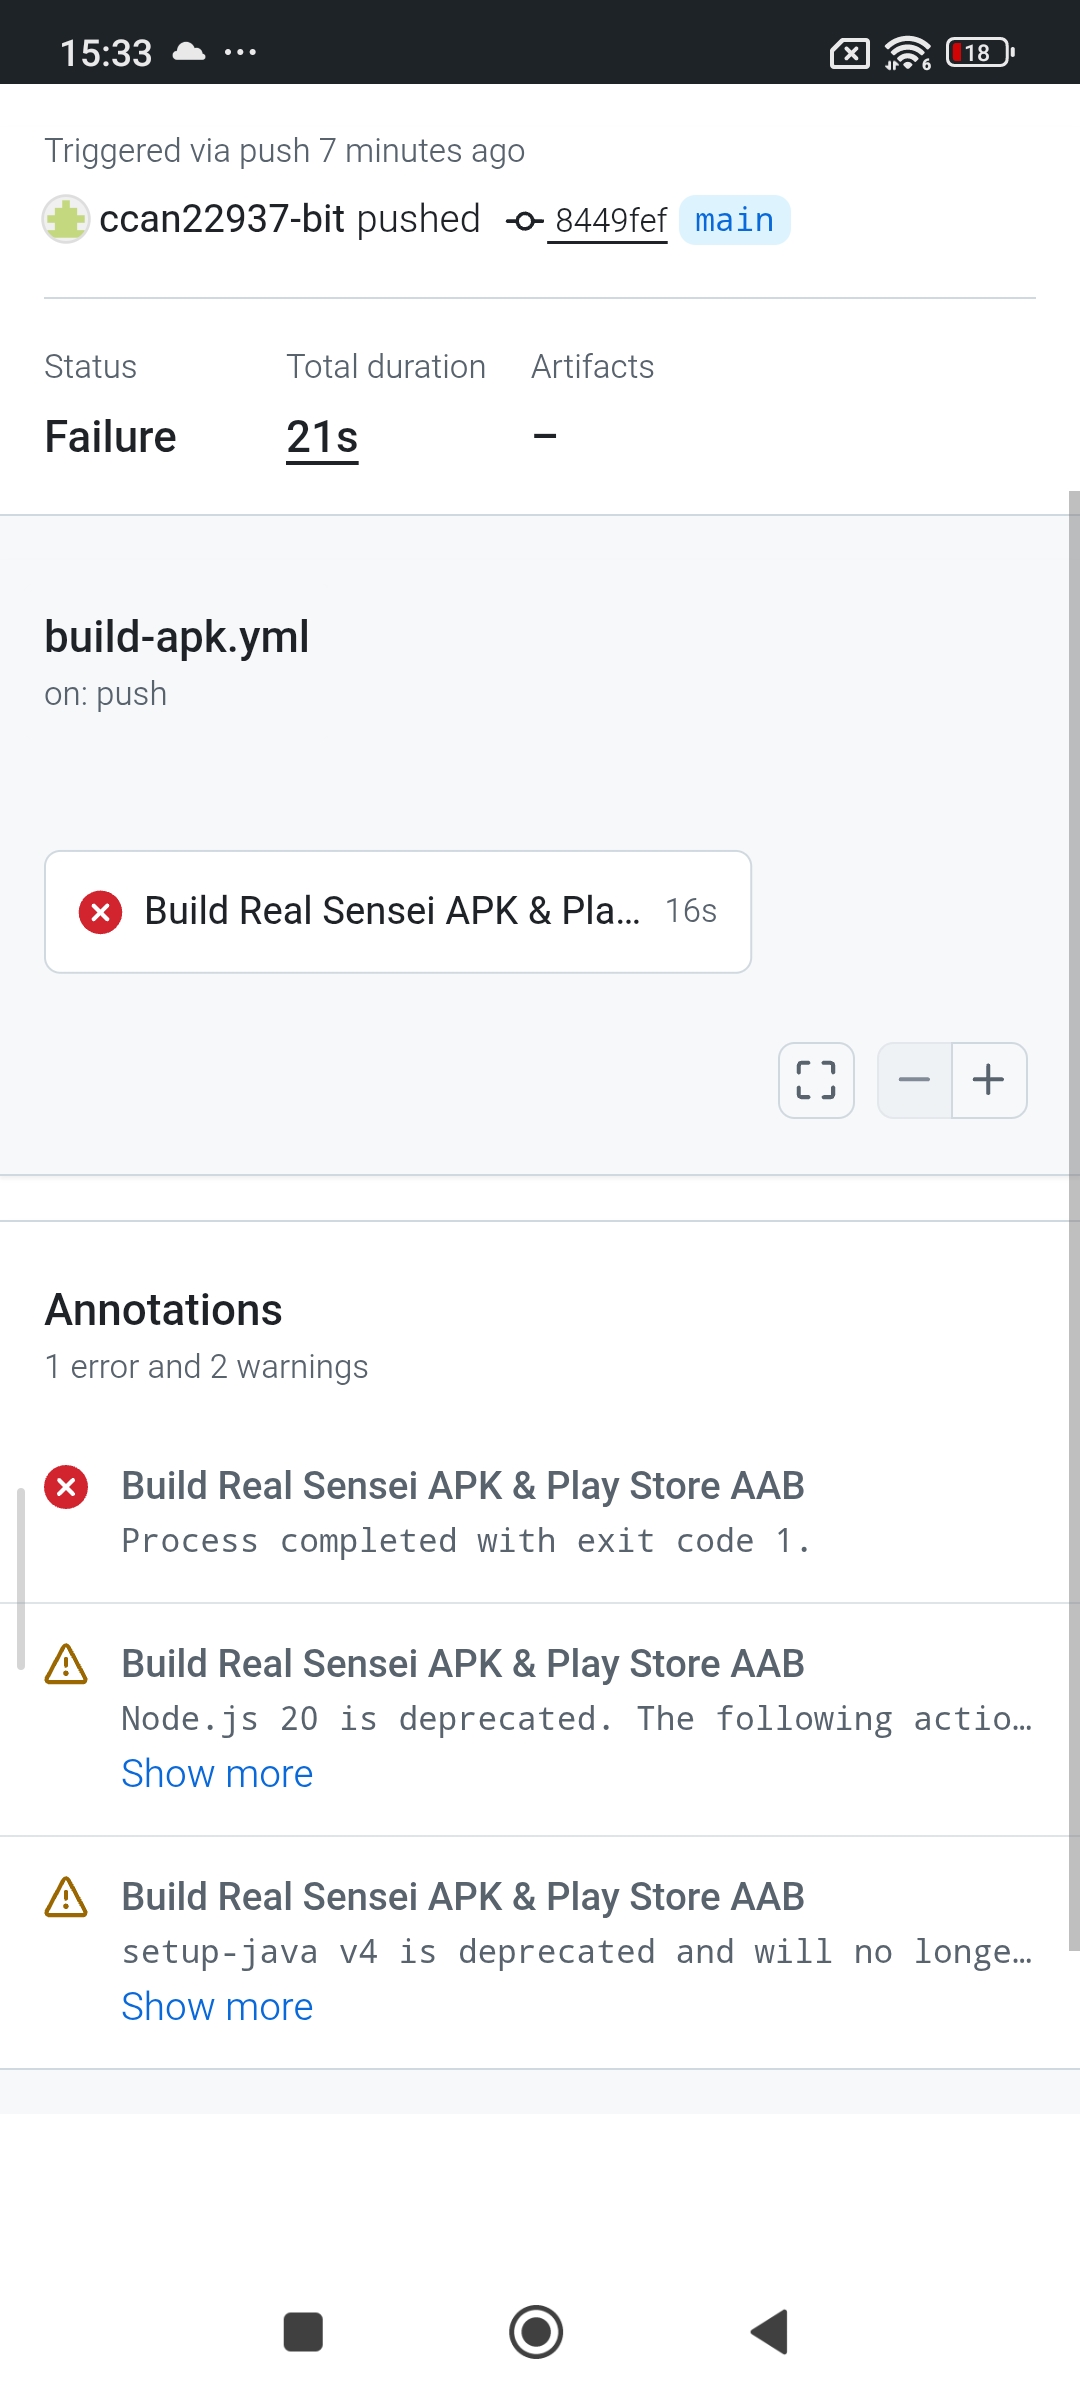 15:33
6
18
Triggered via push 7 minutes ago
ccan22937-bit pushed 8449fef main
Status Total duration Artifacts
Failure 21s –
build-apk.yml
on: push
Build Real Sensei APK & Pla... 16s
Annotations
1 error and 2 warnings
Build Real Sensei APK & Play Store AAB
Process completed with exit code 1.
Build Real Sensei APK & Play Store AAB
Node.js 20 is deprecated. The following actio...
Show more
Build Real Sensei APK & Play Store AAB
setup-java v4 is deprecated and will no longe...
Show more